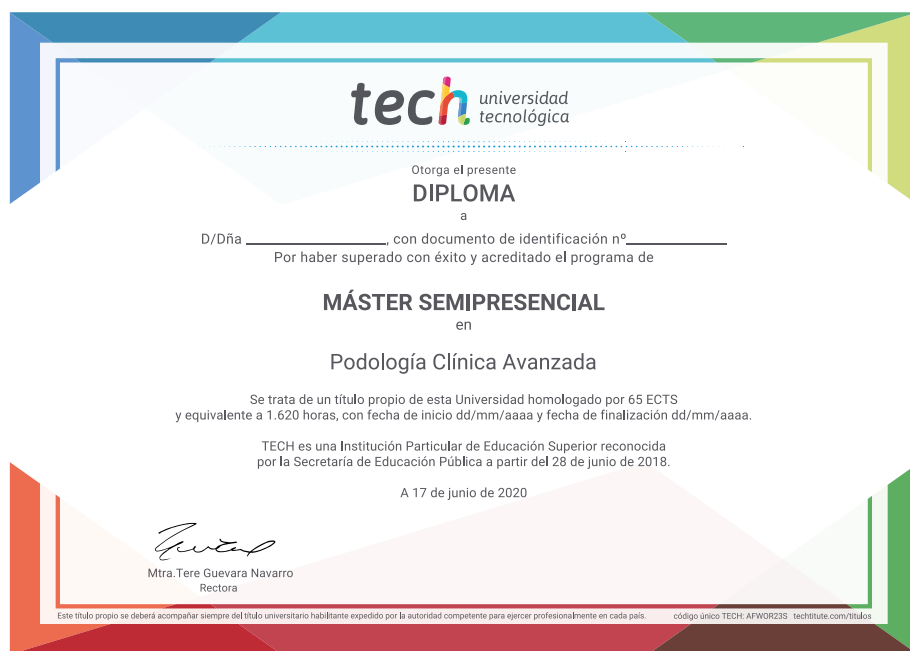 tech universidad
tecnológica
Otorga el presente
DIPLOMA
a
D/Dña ______________, con documento de identificación nº__________
Por haber superado con éxito y acreditado el programa de
MÁSTER SEMIPRESENCIAL
en
Podología Clínica Avanzada
Se trata de un título propio de esta Universidad homologado por 65 ECTS
y equivalente a 1.620 horas, con fecha de inicio dd/mm/aaaa y fecha de finalización dd/mm/aaaa.
TECH es una Institución Particular de Educación Superior reconocida
por la Secretaría de Educación Pública a partir del 28 de junio de 2018.
A 17 de junio de 2020
Mtra.Tere Guevara Navarro
Rectora
Este título propio se deberá acompañar siempre del título universitario habilitante expedido por la autoridad competente para ejercer profesionalmente en cada país. código único TECH: AFWOR23S techtitute.com/titulos